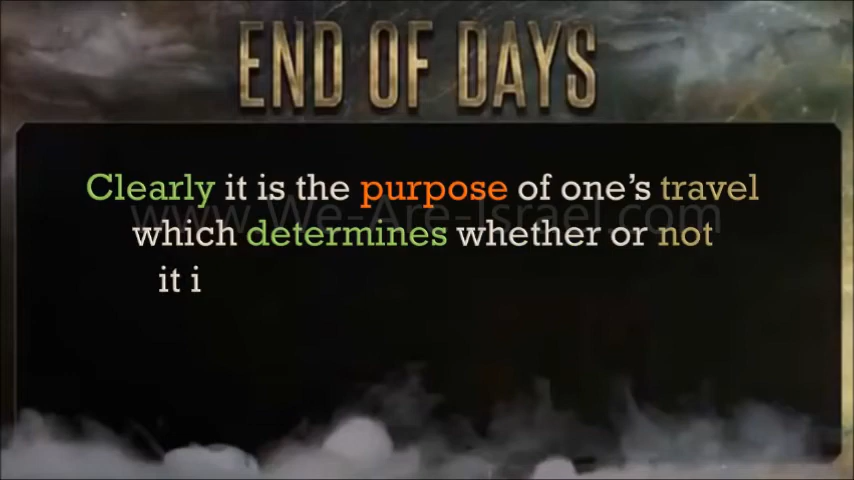 END OF DAYS
Clearly it is the purpose of one’s travel
www.We-Are-Israel.com
which determines whether or not
it i